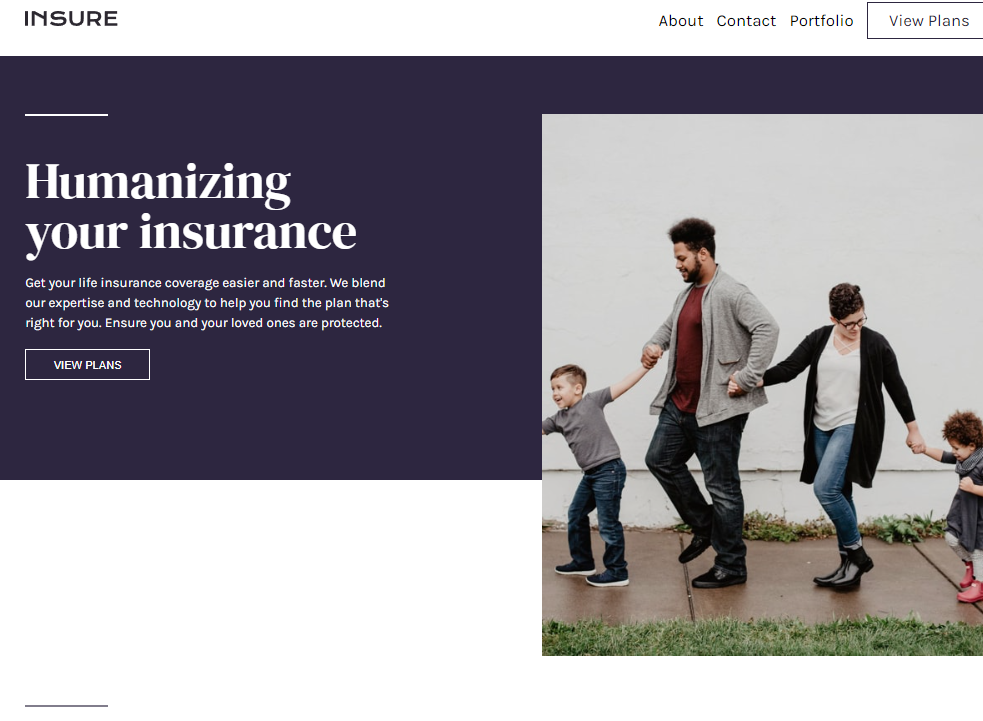 INSURE
About Contact Portfolio View Plans
Humanizing
your insurance
Get your life insurance coverage easier and faster. We blend
our expertise and technology to help you find the plan that's
right for you. Ensure you and your loved ones are protected.
VIEW PLANS